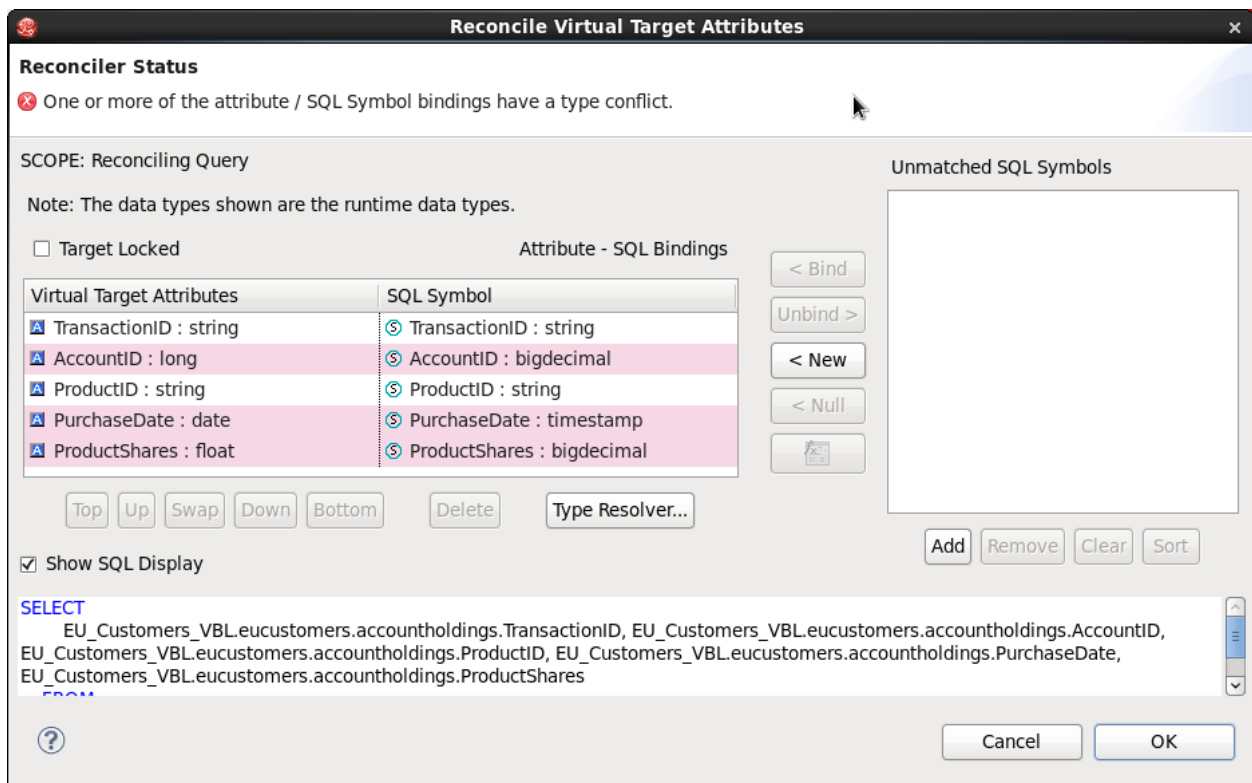 Reconcile Virtual Target Attributes
Reconciler Status
One or more of the attribute / SQL Symbol bindings have a type conflict.
SCOPE: Reconciling Query
Unmatched SQL Symbols
Note: The data types shown are the runtime data types.
Target Locked
Attribute - SQL Bindings
Virtual Target Attributes SQL Symbol
A TransactionID : string S TransactionID : string
A AccountID : long S AccountID : bigdecimal
A ProductID : string S ProductID : string
A PurchaseDate : date S PurchaseDate : timestamp
A ProductShares : float S ProductShares : bigdecimal
< Bind
Unbind >
< New
< Null
Top Up Swap Down Bottom Delete Type Resolver...
Add Remove Clear Sort
Show SQL Display
SELECT
EU_Customers_VBL.eucustomers.accountholdings.TransactionID, EU_Customers_VBL.eucustomers.accountholdings.AccountID,
EU_Customers_VBL.eucustomers.accountholdings.ProductID, EU_Customers_VBL.eucustomers.accountholdings.PurchaseDate,
EU_Customers_VBL.eucustomers.accountholdings.ProductShares
FROM
? Cancel OK